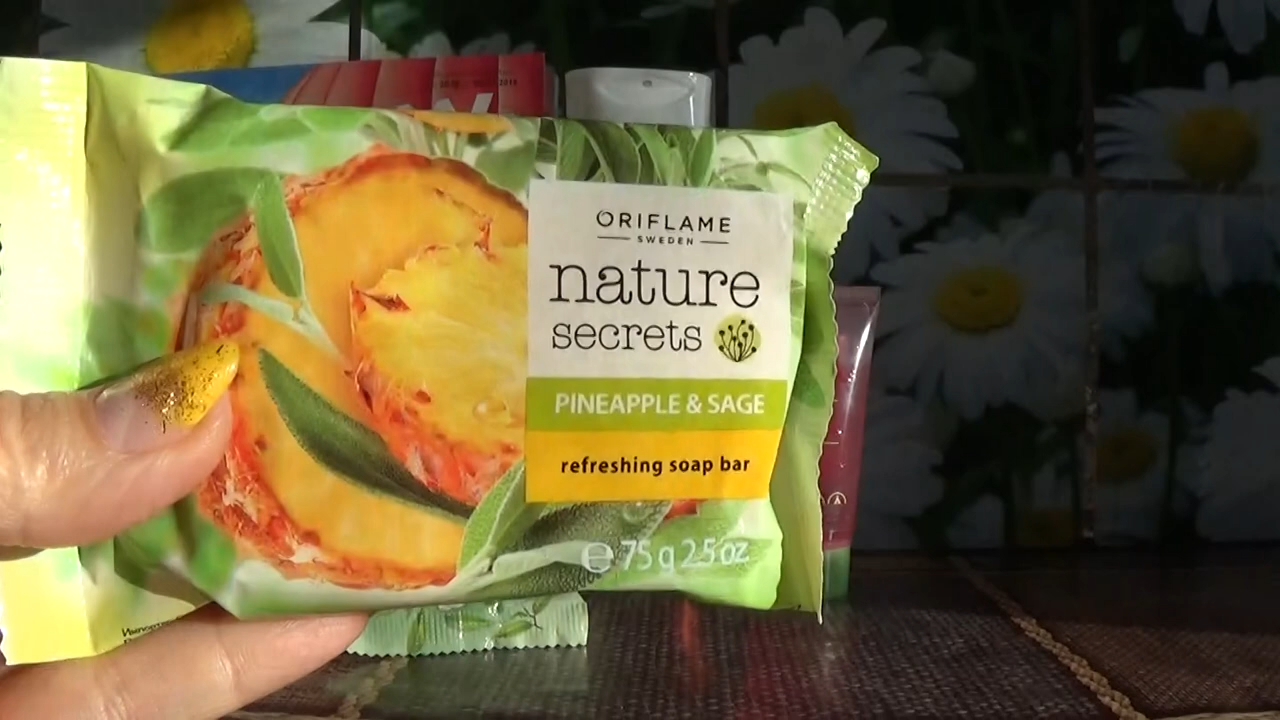 ORIFLAME
SWEDEN
nature
secrets
PINEAPPLE & SAGE
refreshing soap bar
e 75 g 2.5 oz